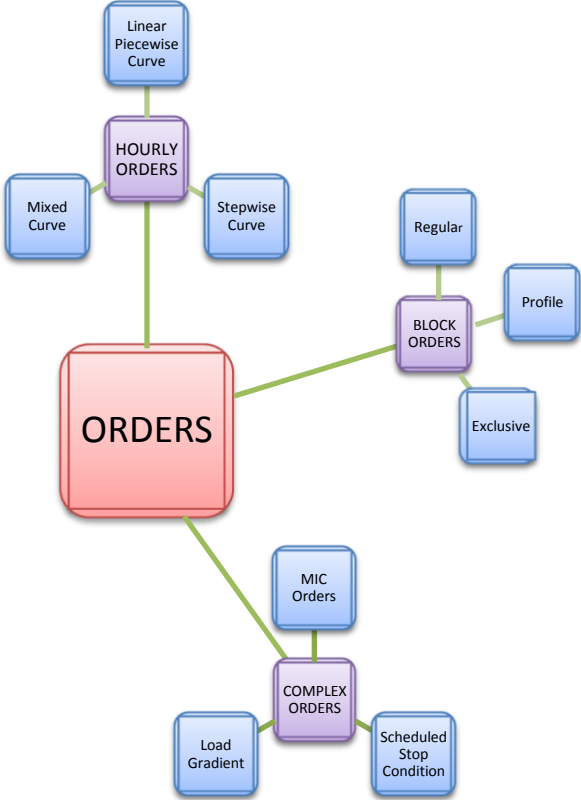 Linear
Piecewise
Curve
HOURLY
ORDERS
Mixed
Curve
Stepwise
Curve
Regular
Profile
BLOCK
ORDERS
Exclusive
ORDERS
MIC
Orders
COMPLEX
ORDERS
Load
Gradient
Scheduled
Stop
Condition